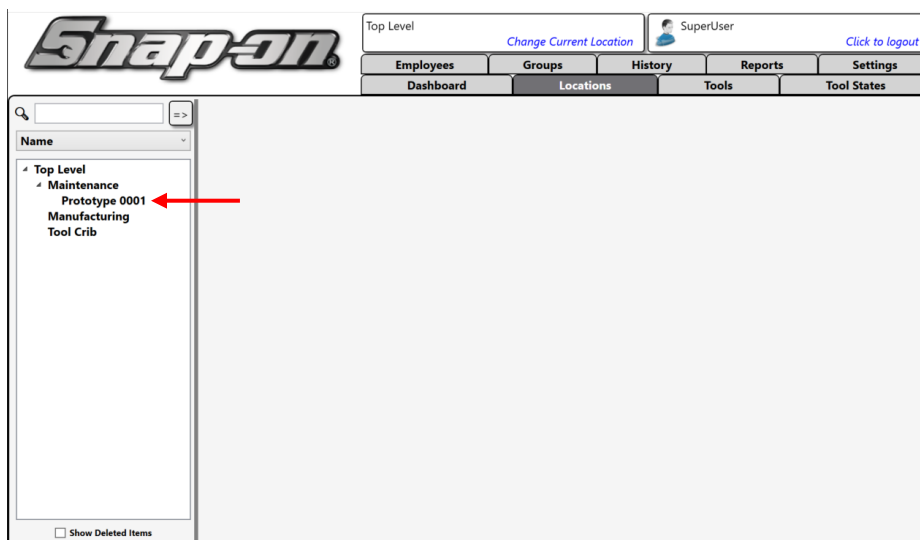 Snap-on®
Top Level
Change Current Location
SuperUser
Click to logout
Employees Groups History Reports Settings
Dashboard Locations Tools Tool States
=>
Name
Top Level
Maintenance
Prototype 0001
Manufacturing
Tool Crib
Show Deleted Items